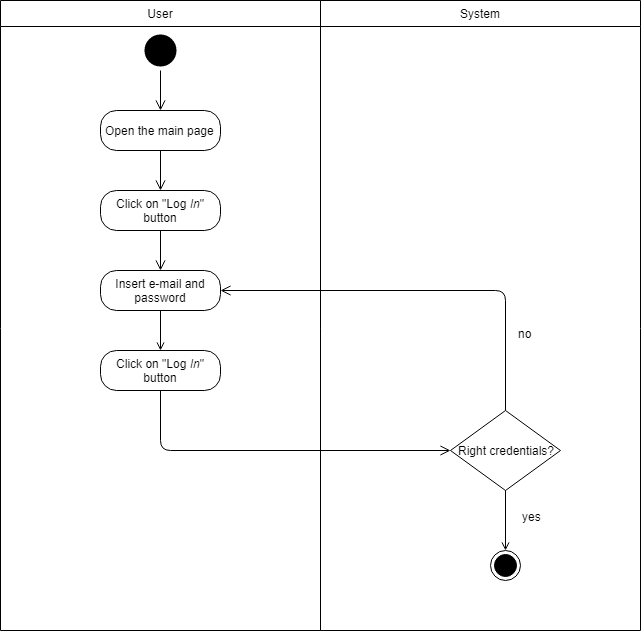 User
System
Open the main page
Click on "Log In"
button
Insert e-mail and
password
no
Click on "Log In"
button
Right credentials?
yes